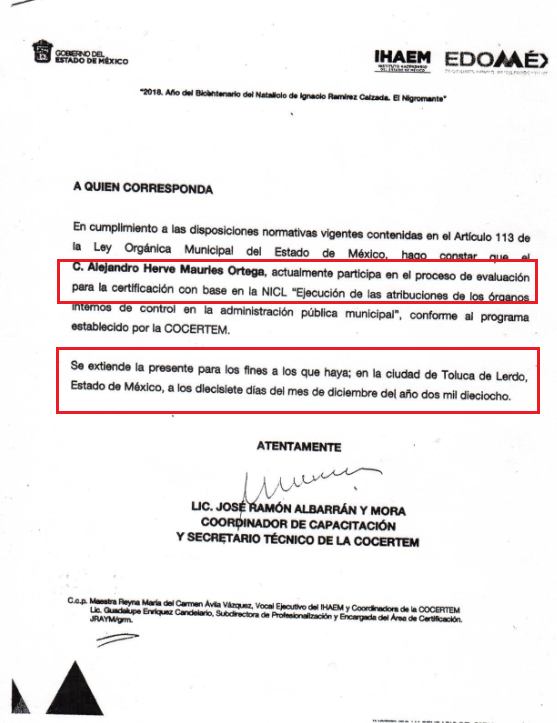 GOBIERNO DEL
ESTADO DE MÉXICO
IHAEM
EDOMÉX
"2018. Año del Bicentenario del Natalicio de Ignacio Ramírez Calzada. El Nigromante"
A QUIEN CORRESPONDA
En cumplimiento a las disposiciones normativas vigentes contenidas en el Artículo 113 de
la Ley Orgánica Municipal del Estado de México, hago constar que el
C. Alejandro Herve Mauries Ortega, actualmente participa en el proceso de evaluación
para la certificación con base en la NICL "Ejecución de las atribuciones de los órganos
internos de control en la administración pública municipal", conforme al programa
establecido por la COCERTEM.
Se extiende la presente para los fines a los que haya; en la ciudad de Toluca de Lerdo,
Estado de México, a los diecisiete días del mes de diciembre del año dos mil dieciocho.
ATENTAMENTE
LIC. JOSÉ RAMÓN ALBARRÁN Y MORA
COORDINADOR DE CAPACITACIÓN
Y SECRETARIO TÉCNICO DE LA COCERTEM
C.c.p. Maestra Reyna María del Carmen Ávila Vázquez, Vocal Ejecutivo del IHAEM y Coordinadora de la COCERTEM
Lic. Guadalupe Enríquez Candelario, Subdirectora de Profesionalización y Encargada del Área de Certificación.
JRAYM/grm.